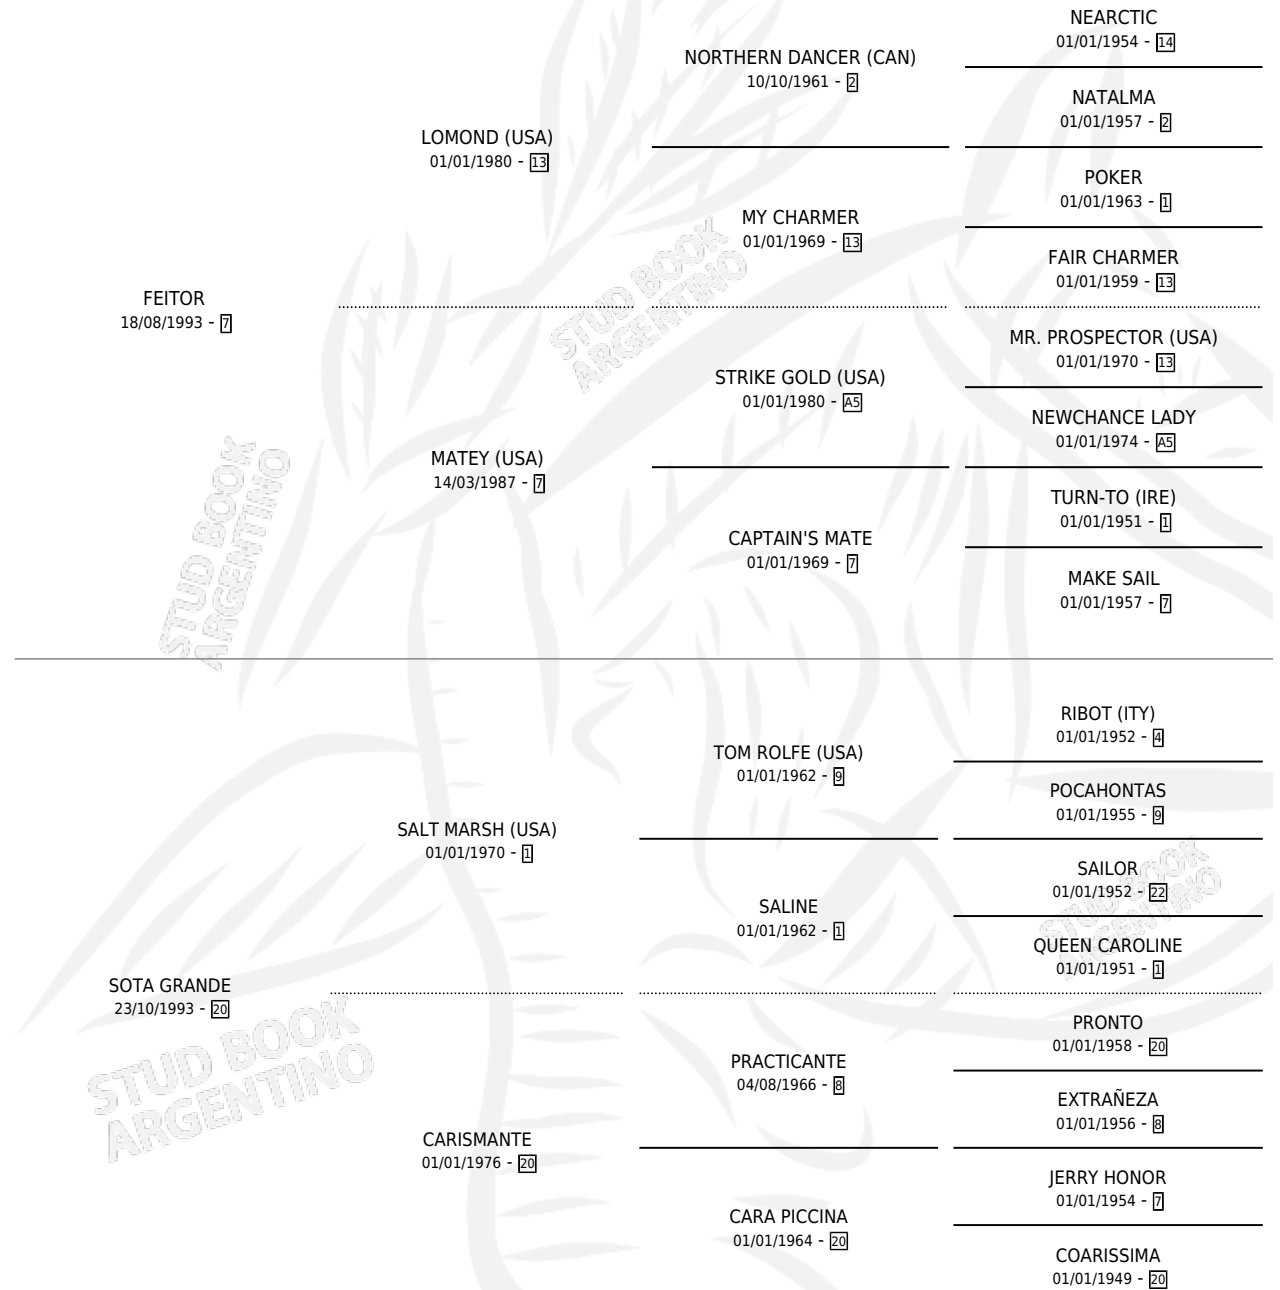 NEARCTIC
01/01/1954 - 14
NORTHERN DANCER (CAN)
10/10/1961 - 2
NATALMA
01/01/1957 - 2
LOMOND (USA)
01/01/1980 - 13
POKER
01/01/1963 - 1
MY CHARMER
01/01/1969 - 13
FAIR CHARMER
01/01/1959 - 13
FEITOR
18/08/1993 - 7
MR. PROSPECTOR (USA)
01/01/1970 - 13
STRIKE GOLD (USA)
01/01/1980 - A5
NEWCHANCE LADY
01/01/1974 - A5
MATEY (USA)
14/03/1987 - 7
TURN-TO (IRE)
01/01/1951 - 1
CAPTAIN'S MATE
01/01/1969 - 7
MAKE SAIL
01/01/1957 - 7
RIBOT (ITY)
01/01/1952 - 4
TOM ROLFE (USA)
01/01/1962 - 9
POCAHONTAS
01/01/1955 - 9
SALT MARSH (USA)
01/01/1970 - 1
SAILOR
01/01/1952 - 22
SALINE
01/01/1962 - 1
QUEEN CAROLINE
01/01/1951 - 1
SOTA GRANDE
23/10/1993 - 20
PRONTO
01/01/1958 - 20
PRACTICANTE
04/08/1966 - 8
EXTRAÑEZA
01/01/1956 - 8
CARISMANTE
01/01/1976 - 20
JERRY HONOR
01/01/1954 - 7
CARA PICCINA
01/01/1964 - 20
COARISSIMA
01/01/1949 - 20
STUD BOOK
ARGENTINO
STUD BOOK
ARGENTINO
STUD BOOK
ARGENTINO
STUD BOOK
ARGENTINO